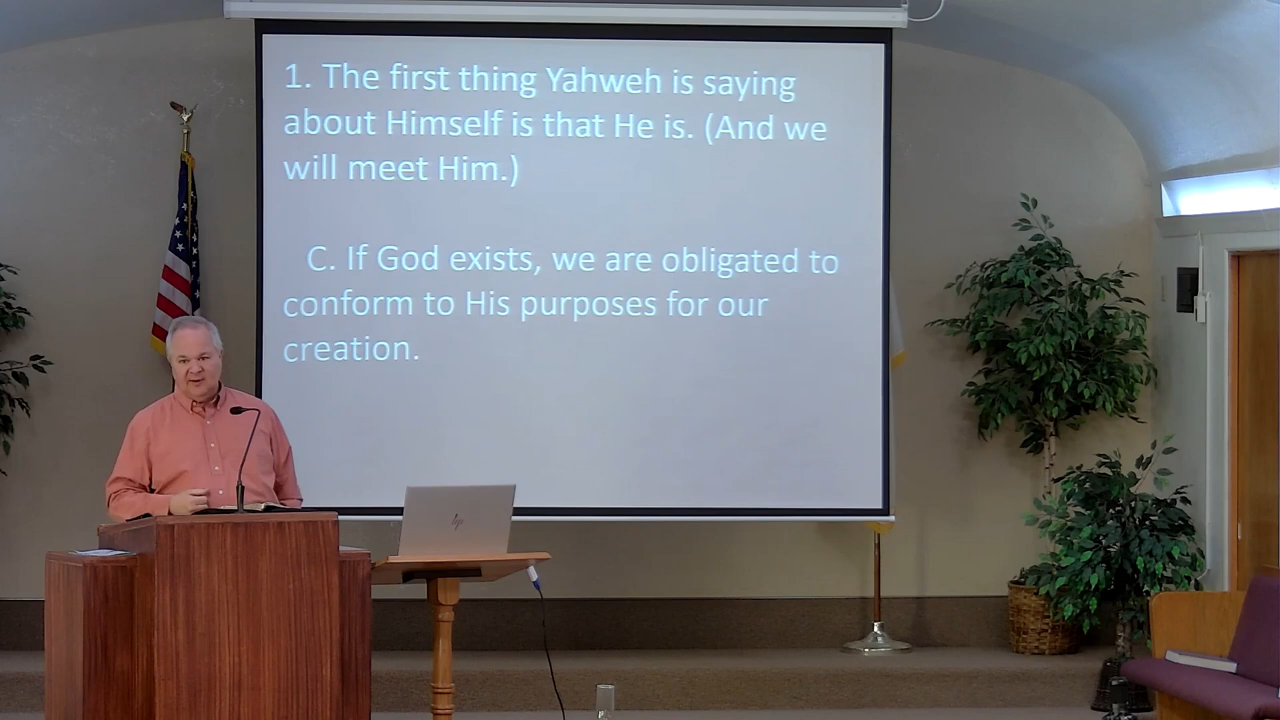 1. The first thing Yahweh is saying
about Himself is that He is. (And we
will meet Him.)
C. If God exists, we are obligated to
conform to His purposes for our
creation.
hp